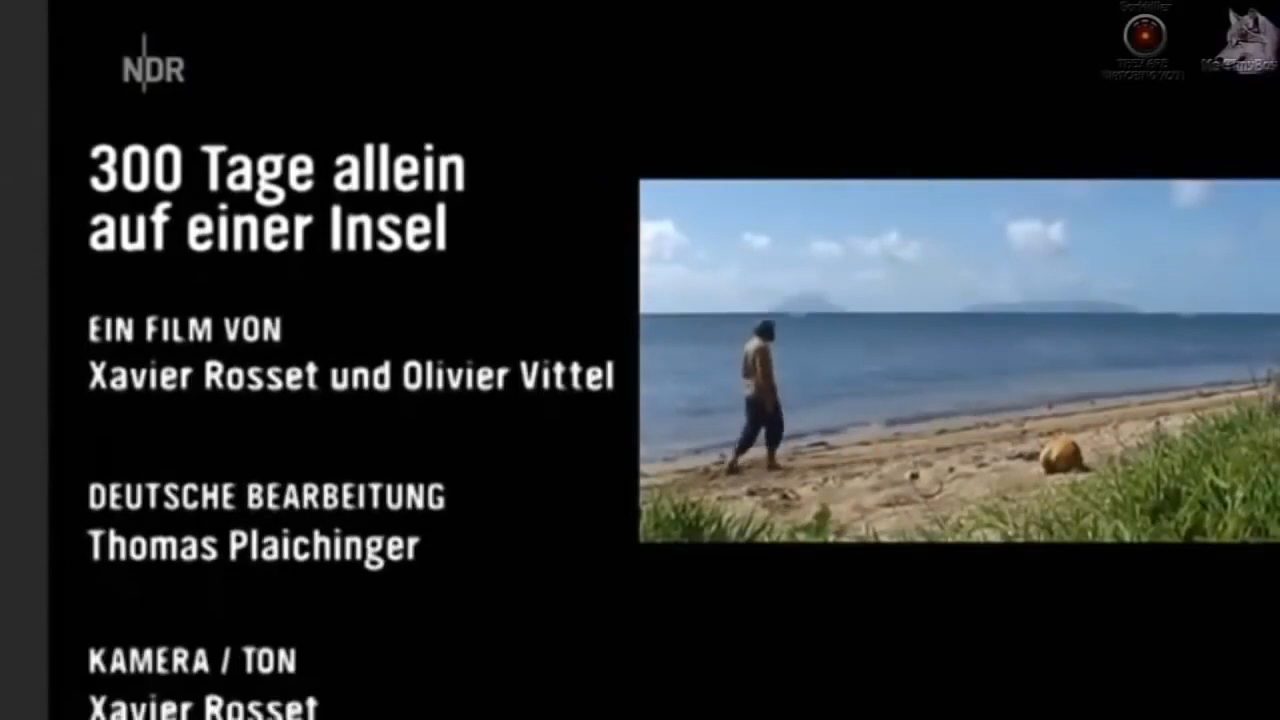 NDR
300 Tage allein
auf einer Insel
EIN FILM VON
Xavier Rosset und Olivier Vittel
DEUTSCHE BEARBEITUNG
Thomas Plaichinger
KAMERA / TON
Xavier Rosset